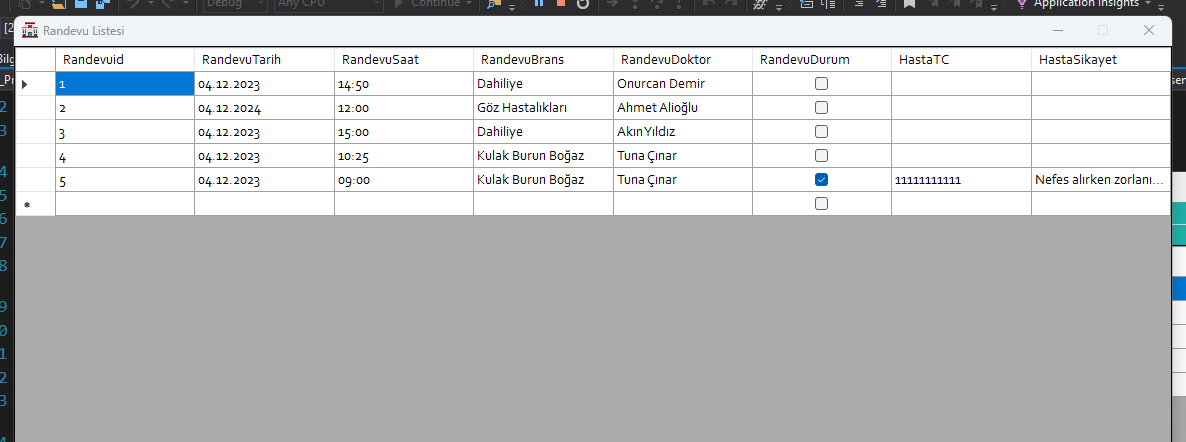 Debug Any CPU Continue Application Insights
Randevu Listesi
Randevuid RandevuTarih RandevuSaat RandevuBrans RandevuDoktor RandevuDurum HastaTC HastaSikayet
1 04.12.2023 14:50 Dahiliye Onurcan Demir
2 04.12.2024 12:00 Göz Hastalıkları Ahmet Alioğlu
3 04.12.2023 15:00 Dahiliye Akın Yıldız
4 04.12.2023 10:25 Kulak Burun Boğaz Tuna Çınar
5 04.12.2023 09:00 Kulak Burun Boğaz Tuna Çınar 11111111111 Nefes alırken zorlanı...